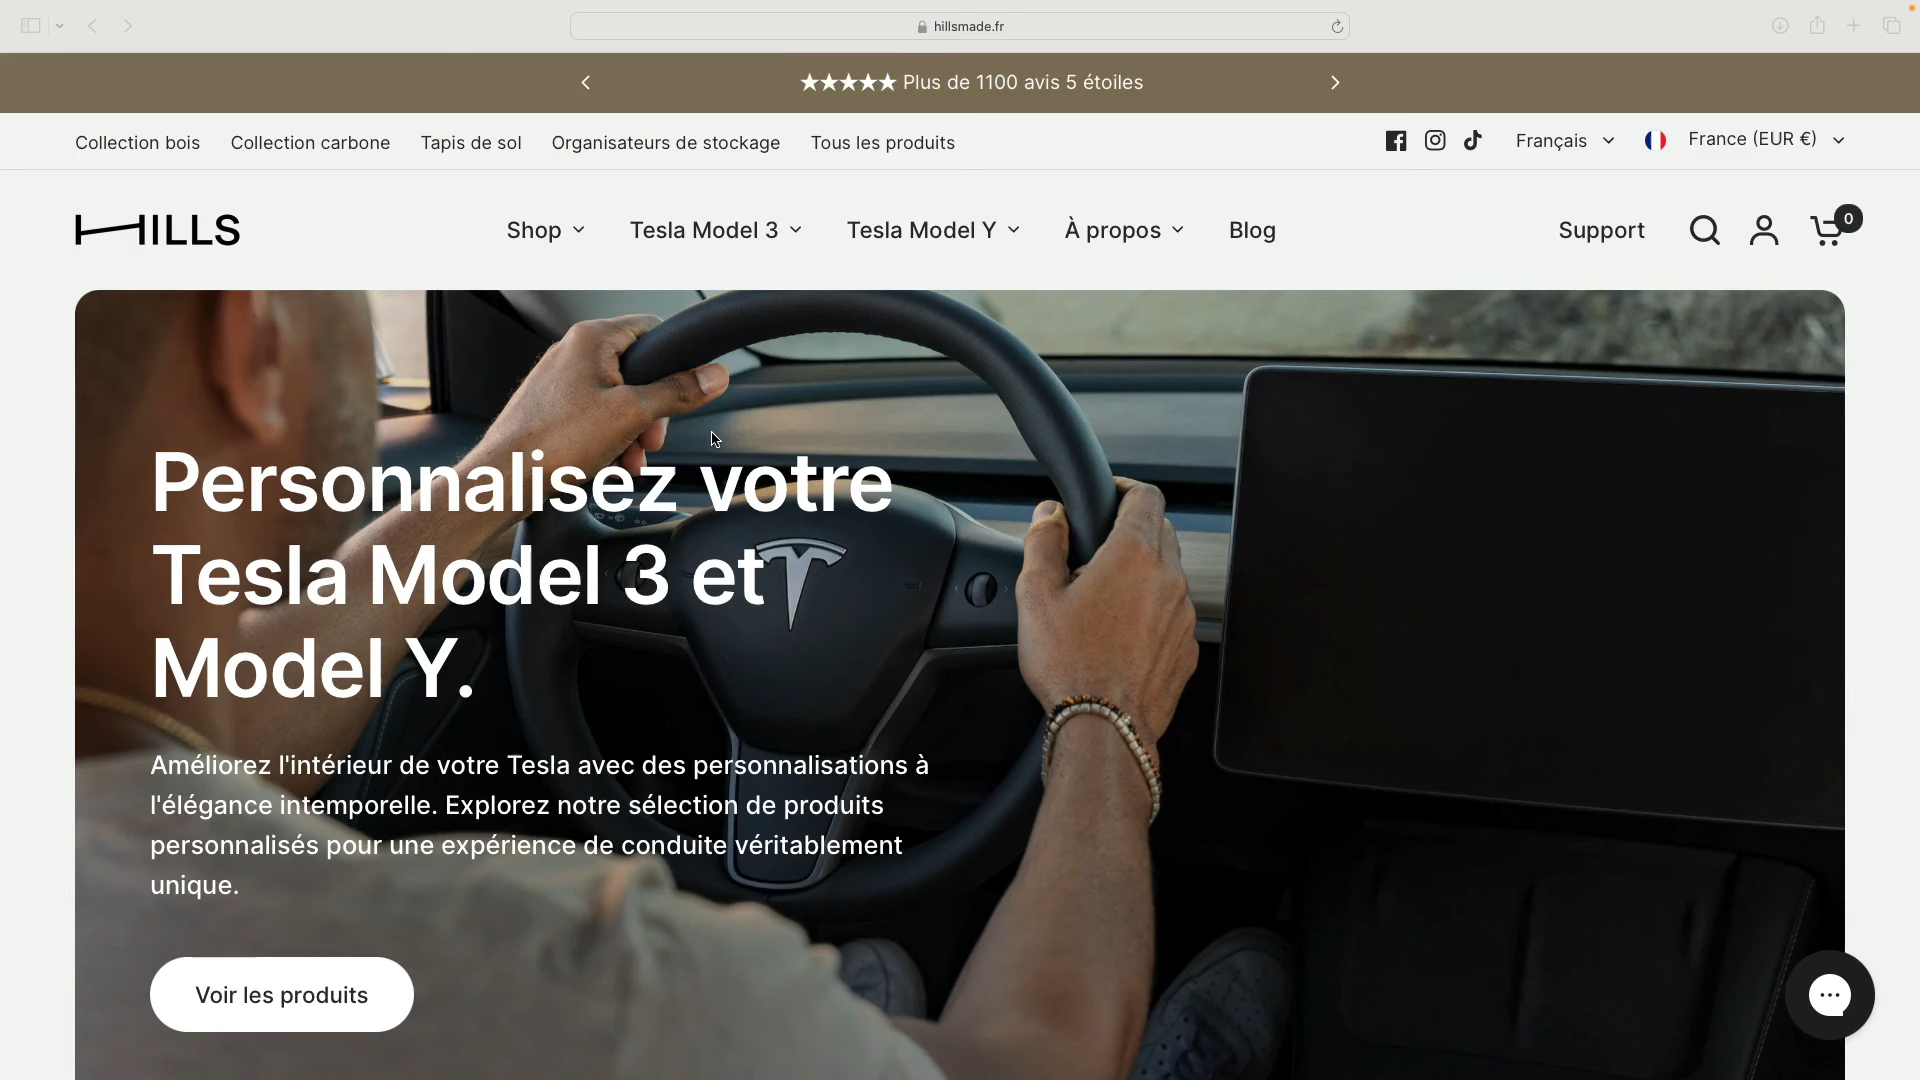 hillsmade.fr
★★★★★ Plus de 1100 avis 5 étoiles
Collection bois Collection carbone Tapis de sol Organisateurs de stockage Tous les produits Français France (EUR €)
HILLS Shop Tesla Model 3 Tesla Model Y À propos Blog Support 0
Personnalisez votre
Tesla Model 3 et
Model Y.
Améliorez l'intérieur de votre Tesla avec des personnalisations à
l'élégance intemporelle. Explorez notre sélection de produits
personnalisés pour une expérience de conduite véritablement
unique.
Voir les produits